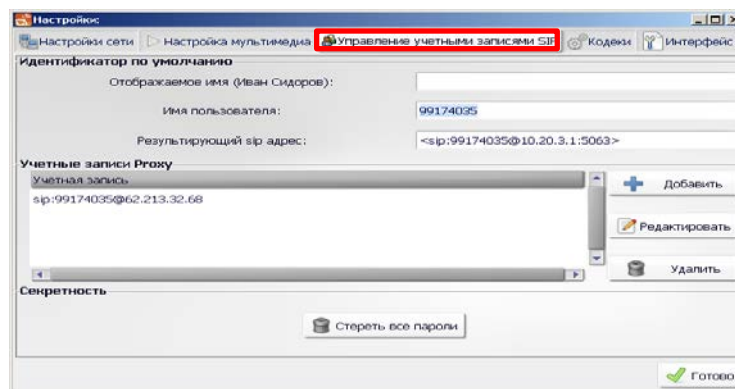 Настройки:
Настройки сети Настройка мультимедиа Управление учетными записями SIP Кодеки Интерфейс
Идентификатор по умолчанию
Отображаемое имя (Иван Сидоров):
Имя пользователя: 99174035
Результирующий sip адрес: <sip:99174035@10.20.3.1:5063>
Учетные записи Proxy
Учетная запись
Добавить
sip:99174035@62.213.32.68
Редактировать
Удалить
Секретность
Стереть все пароли
Готово